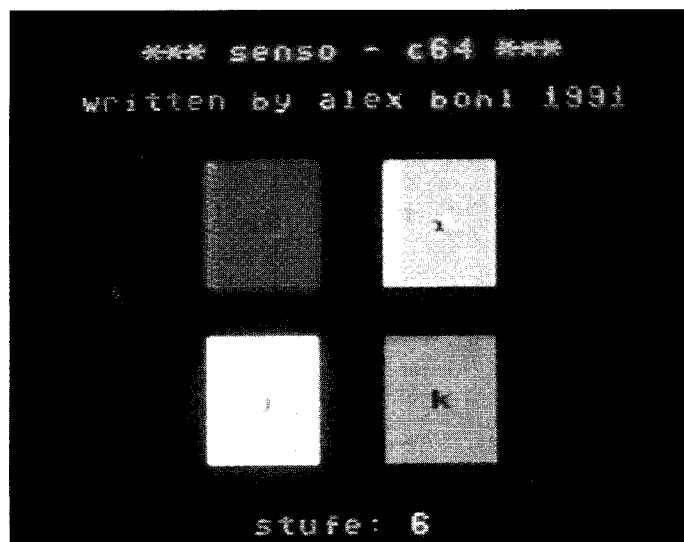 *** senso - c64 ***
written by alex bohl 1991
k
stufe: 6